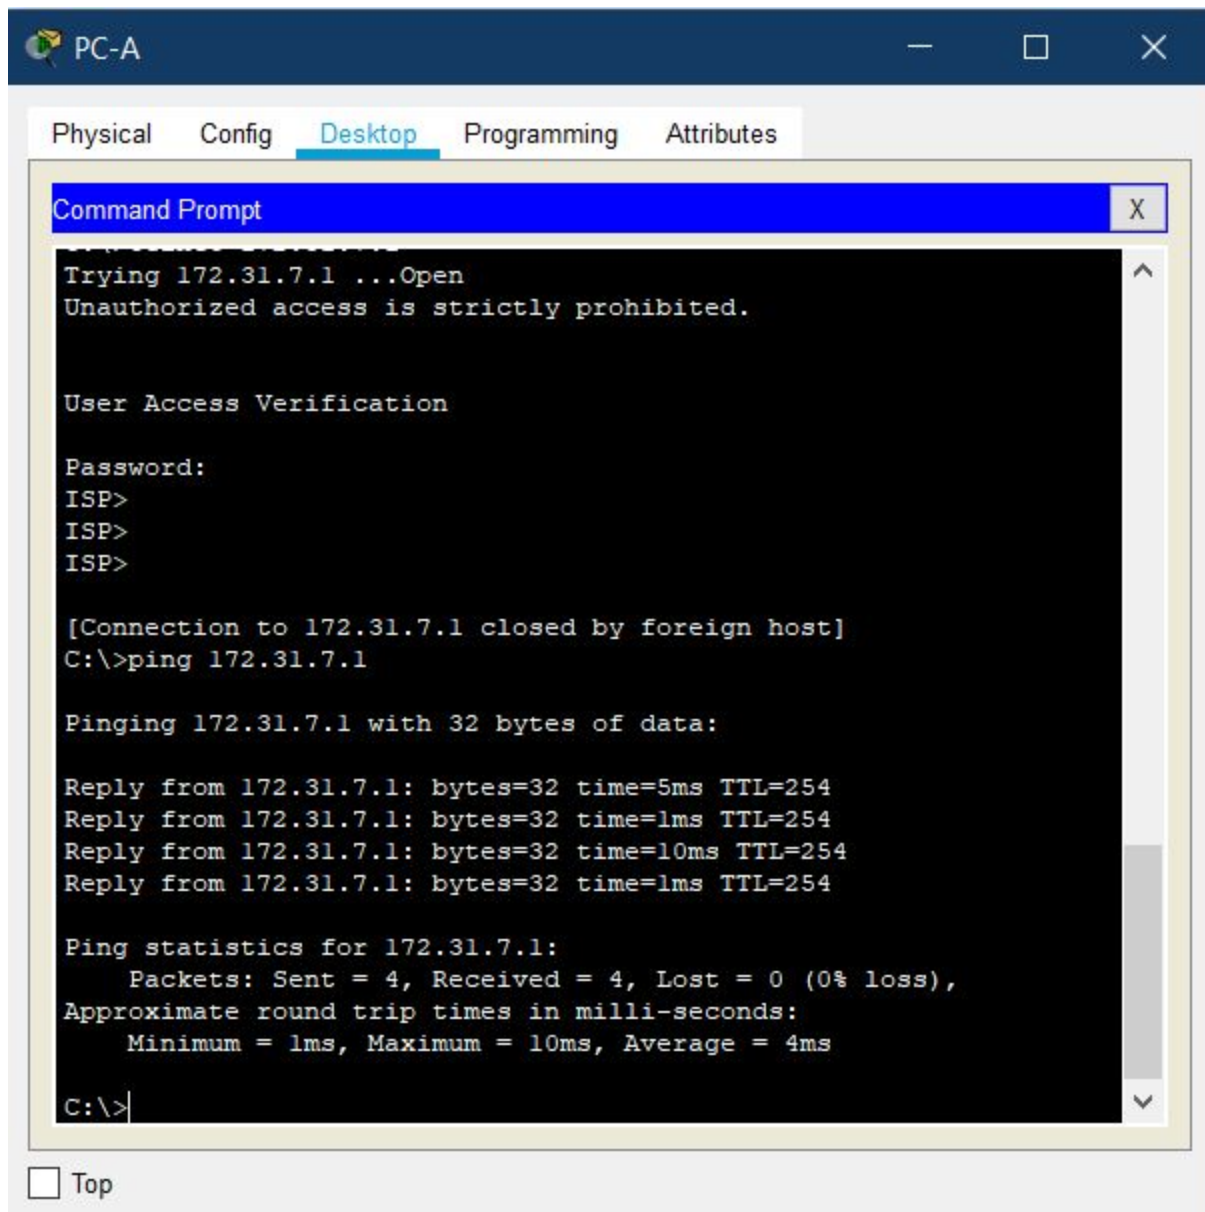 PC-A
Physical Config Desktop Programming Attributes
Command Prompt
X
Trying 172.31.7.1 ...Open
Unauthorized access is strictly prohibited.
User Access Verification
Password:
ISP>
ISP>
ISP>
[Connection to 172.31.7.1 closed by foreign host]
C:\>ping 172.31.7.1
Pinging 172.31.7.1 with 32 bytes of data:
Reply from 172.31.7.1: bytes=32 time=5ms TTL=254
Reply from 172.31.7.1: bytes=32 time=1ms TTL=254
Reply from 172.31.7.1: bytes=32 time=10ms TTL=254
Reply from 172.31.7.1: bytes=32 time=1ms TTL=254
Ping statistics for 172.31.7.1:
Packets: Sent = 4, Received = 4, Lost = 0 (0% loss),
Approximate round trip times in milli-seconds:
Minimum = 1ms, Maximum = 10ms, Average = 4ms
C:\>
Top